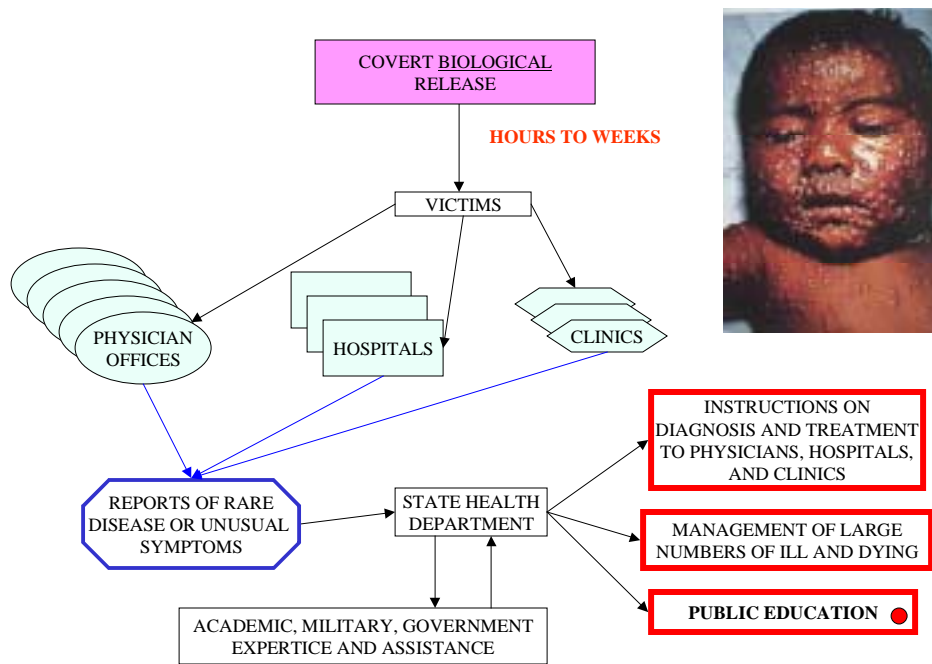 COVERT BIOLOGICAL
RELEASE
HOURS TO WEEKS
VICTIMS
PHYSICIAN
OFFICES
HOSPITALS
CLINICS
REPORTS OF RARE
DISEASE OR UNUSUAL
SYMPTOMS
STATE HEALTH
DEPARTMENT
ACADEMIC, MILITARY, GOVERNMENT
EXPERTICE AND ASSISTANCE
INSTRUCTIONS ON
DIAGNOSIS AND TREATMENT
TO PHYSICIANS, HOSPITALS,
AND CLINICS
MANAGEMENT OF LARGE
NUMBERS OF ILL AND DYING
PUBLIC EDUCATION